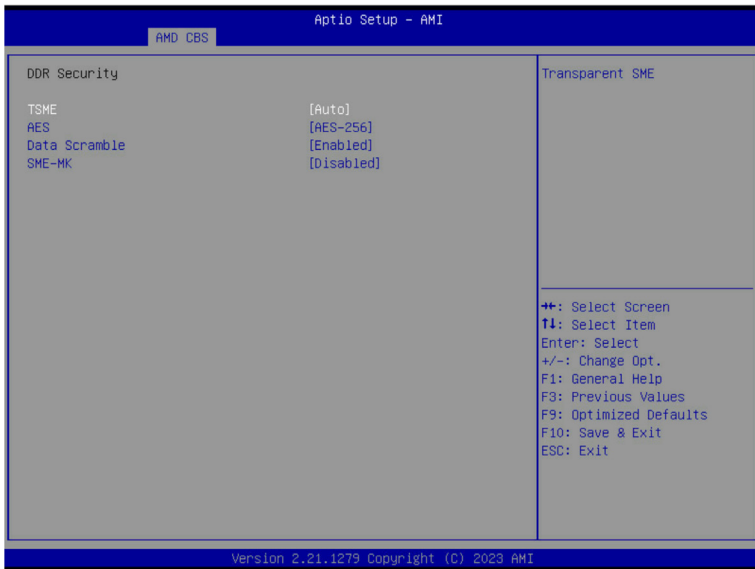 Aptio Setup – AMI
AMD CBS
DDR Security
Transparent SME
TSME [Auto]
AES [AES-256]
Data Scramble [Enabled]
SME-MK [Disabled]
→←: Select Screen
↑↓: Select Item
Enter: Select
+/-: Change Opt.
F1: General Help
F3: Previous Values
F9: Optimized Defaults
F10: Save & Exit
ESC: Exit
Version 2.21.1279 Copyright (C) 2023 AMI